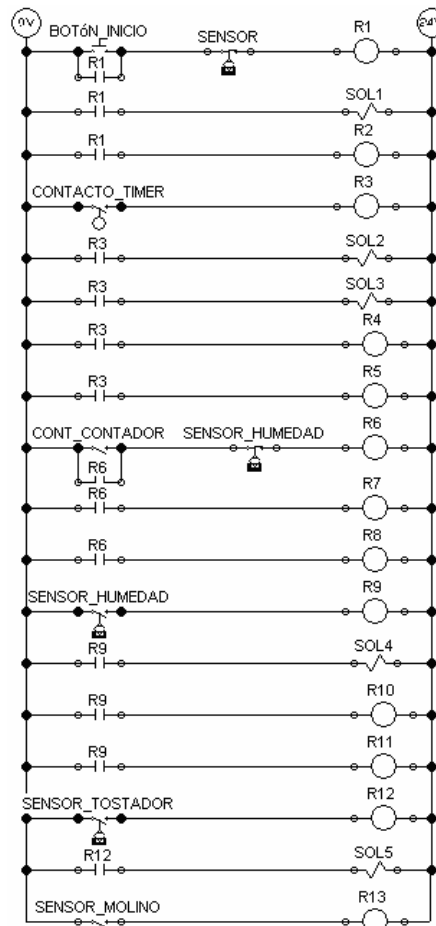 0V 24V
BOTóN_INICIO SENSOR R1
R1
R1 SOL1
R1 R2
CONTACTO_TIMER R3
R3 SOL2
R3 SOL3
R3 R4
R3 R5
CONT_CONTADOR SENSOR_HUMEDAD R6
R6
R6 R7
R6 R8
SENSOR_HUMEDAD R9
R9 SOL4
R9 R10
R9 R11
SENSOR_TOSTADOR R12
R12 SOL5
SENSOR_MOLINO R13